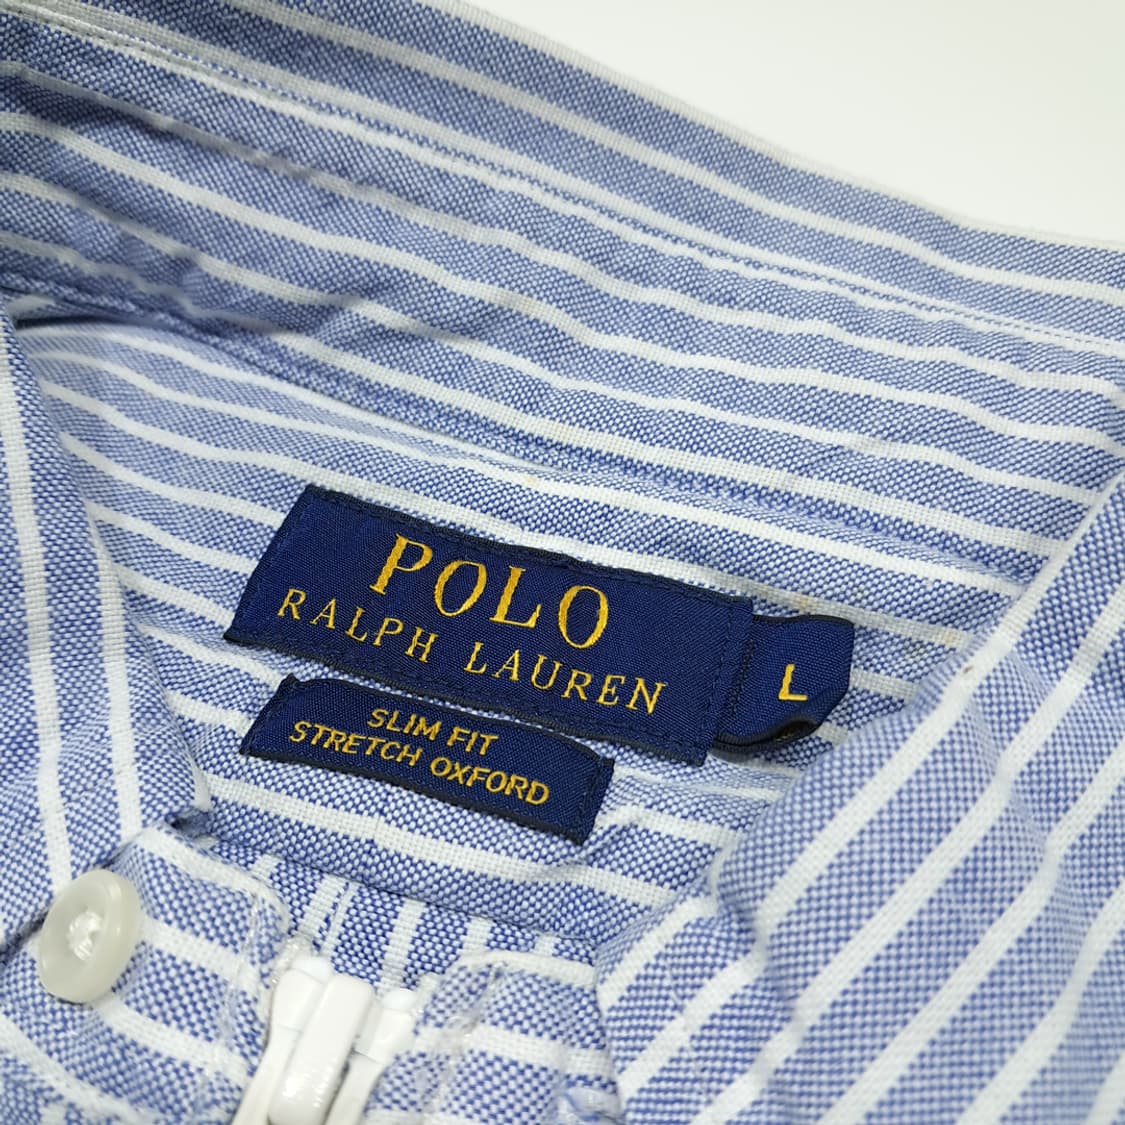 POLO
RALPH LAUREN
L
SLIM FIT
STRETCH OXFORD